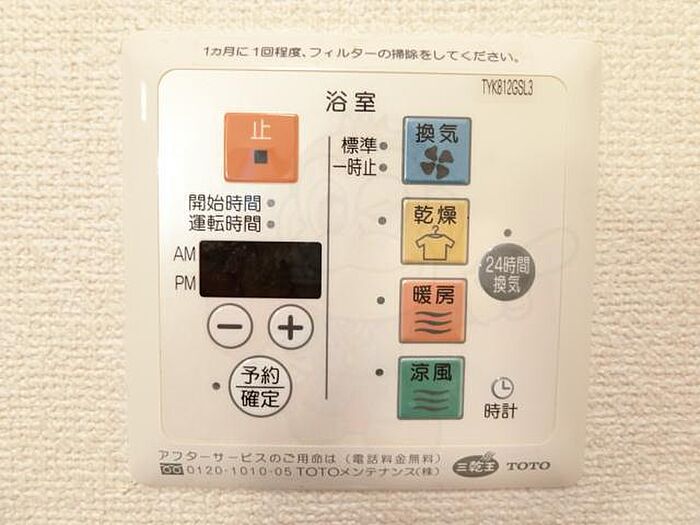 1ヵ月に1回程度、フィルターの掃除をしてください。
TYK812GSL3
浴室
止
標準
一時止
換気
開始時間
運転時間
乾燥
AM
PM
24時間
換気
暖房
予約
確定
涼風
時計
アフターサービスのご用命は（電話料金無料）
0120-1010-05 TOTOメンテナンス(株)
三乾王
TOTO